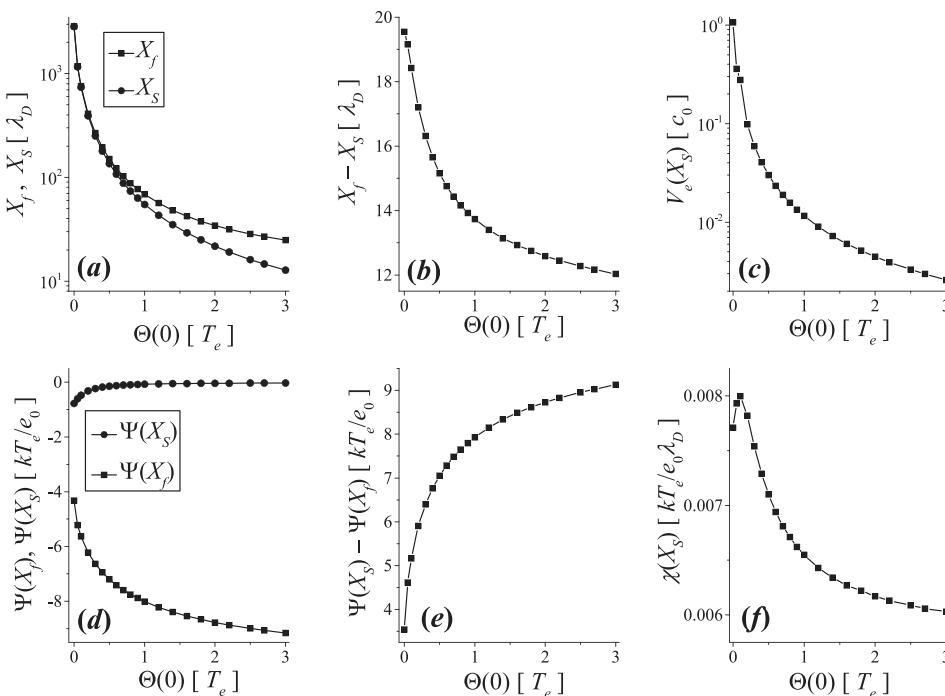 X_f, X_S [ λ_D ]
10^3
10^2
10^1
X_f
X_S
(a)
0 1 2 3
Θ(0) [ T_e ]
X_f − X_S [ λ_D ]
20
18
16
14
12
(b)
0 1 2 3
Θ(0) [ T_e ]
V_e(X_S) [ c_0 ]
10^0
10^-1
10^-2
(c)
0 1 2 3
Θ(0) [ T_e ]
Ψ(X_f), Ψ(X_S) [ kT_e/e_0 ]
0
-2
-4
-6
-8
Ψ(X_S)
Ψ(X_f)
(d)
0 1 2 3
Θ(0) [ T_e ]
Ψ(X_S) − Ψ(X_f) [ kT_e/e_0 ]
9
8
7
6
5
4
(e)
0 1 2 3
Θ(0) [ T_e ]
χ(X_S) [ kT_e/e_0λ_D ]
0.008
0.007
0.006
(f)
0 1 2 3
Θ(0) [ T_e ]